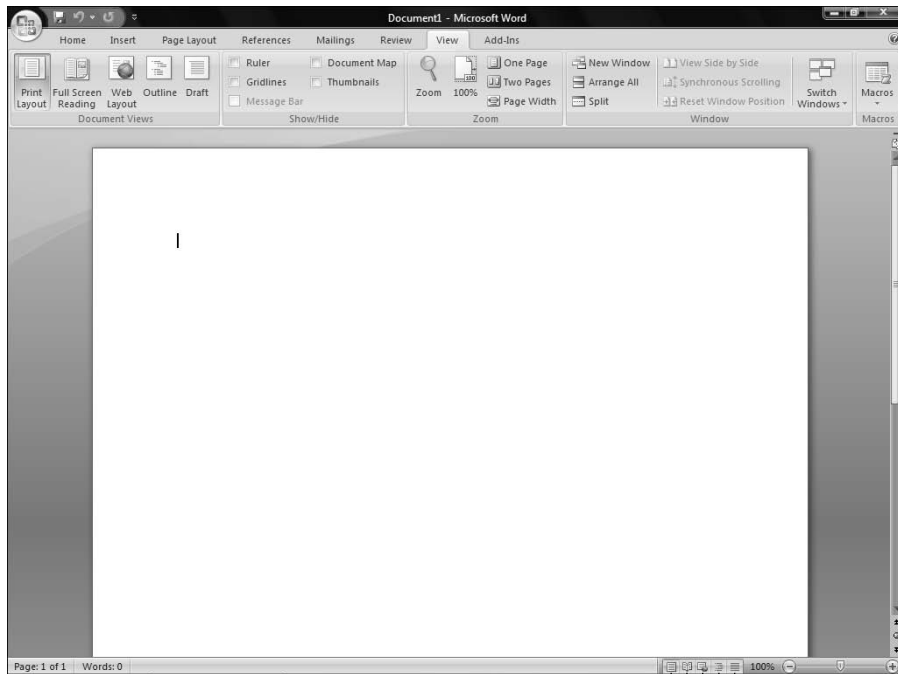 Document1 - Microsoft Word
Home Insert Page Layout References Mailings Review View Add-Ins
Ruler Document Map One Page New Window View Side by Side
Gridlines Thumbnails Two Pages Arrange All Synchronous Scrolling
Print Layout Full Screen Reading Web Layout Outline Draft Message Bar Zoom 100% Page Width Split Reset Window Position Switch Windows Macros
Document Views Show/Hide Zoom Window Macros
Page: 1 of 1 Words: 0 100%